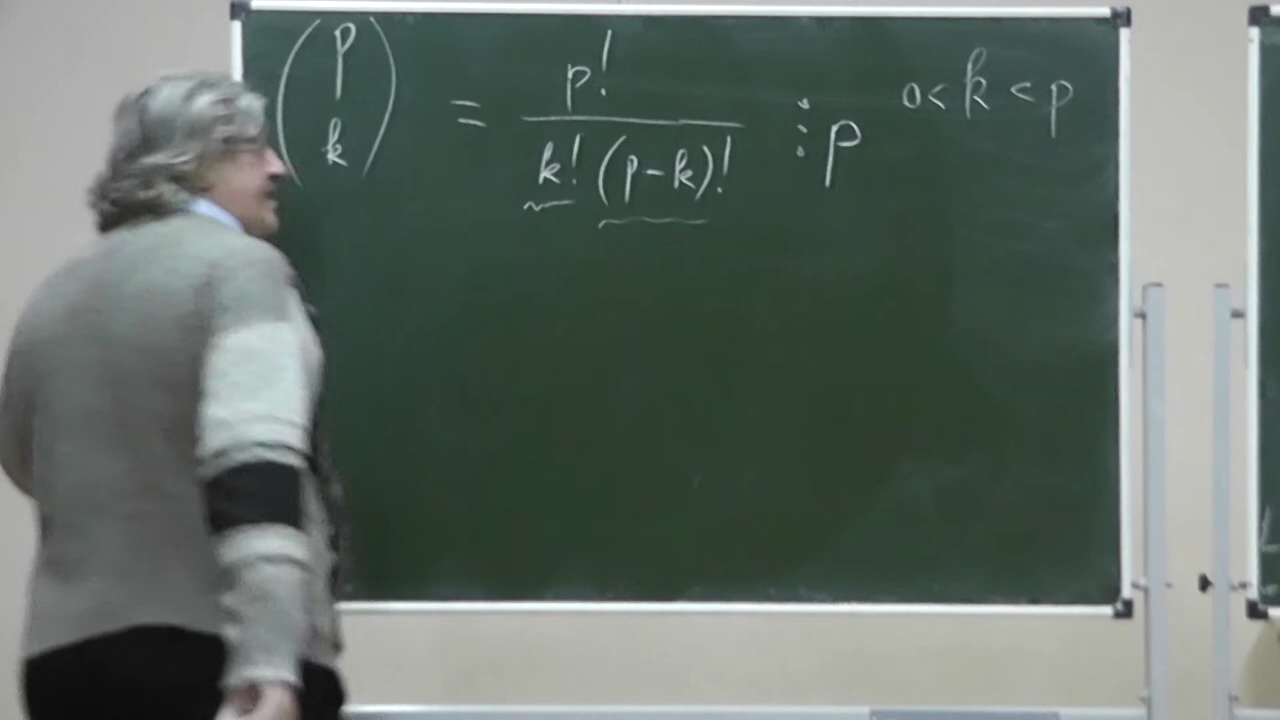 (p k) = p! / k! (p-k)! ⋮ p 0 < k < p